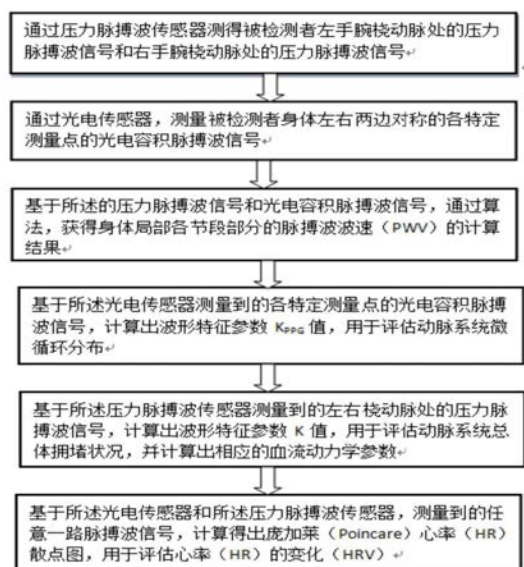 通过压力脉搏波传感器测得被检测者左手腕桡动脉处的压力
脉搏波信号和右手腕桡动脉处的压力脉搏波信号↵
通过光电传感器，测量被检测者身体左右两边对称的各特定
测量点的光电容积脉搏波信号↵
基于所述的压力脉搏波信号和光电容积脉搏波信号，通过算
法，获得身体局部各节段部分的脉搏波波速（PWV）的计算
结果↵
基于所述光电传感器测量到的各特定测量点的光电容积脉搏
波信号，计算出波形特征参数 KPPG 值，用于评估动脉系统微
循环分布↵
基于所述压力脉搏波传感器测量到的左右桡动脉处的压力脉
搏波信号，计算出波形特征参数 K 值，用于评估动脉系统总
体拥堵状况，并计算出相应的血流动力学参数↵
基于所述光电传感器和所述压力脉搏波传感器，测量到的任
意一路脉搏波信号，计算得出庞加莱（Poincare）心率（HR）
散点图，用于评估心率（HR）的变化（HRV）↵